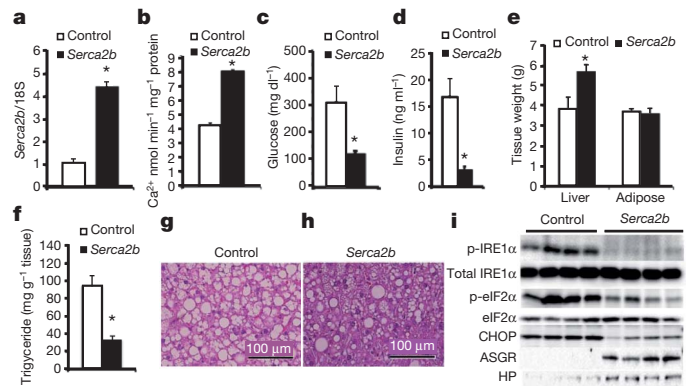 a
Control
Serca2b
Serca2b/18S
6
5
4
3
2
1
0
*
b
Control
Serca2b
Ca2+ nmol min−1 mg−1 protein
9
8
7
6
5
4
3
2
1
0
*
c
Control
Serca2b
Glucose (mg dl−1)
500
400
300
200
100
0
*
d
Control
Serca2b
Insulin (ng ml−1)
25
20
15
10
5
0
*
e
Control
Serca2b
Tissue weight (g)
7
6
5
4
3
2
1
0
*
Liver
Adipose
f
Control
Serca2b
Trigyceride (mg g−1 tissue)
140
120
100
80
60
40
20
0
*
g
Control
100 µm
h
Serca2b
100 µm
i
Control
Serca2b
p-IRE1α
Total IRE1α
p-eIF2α
eIF2α
CHOP
ASGR
HP